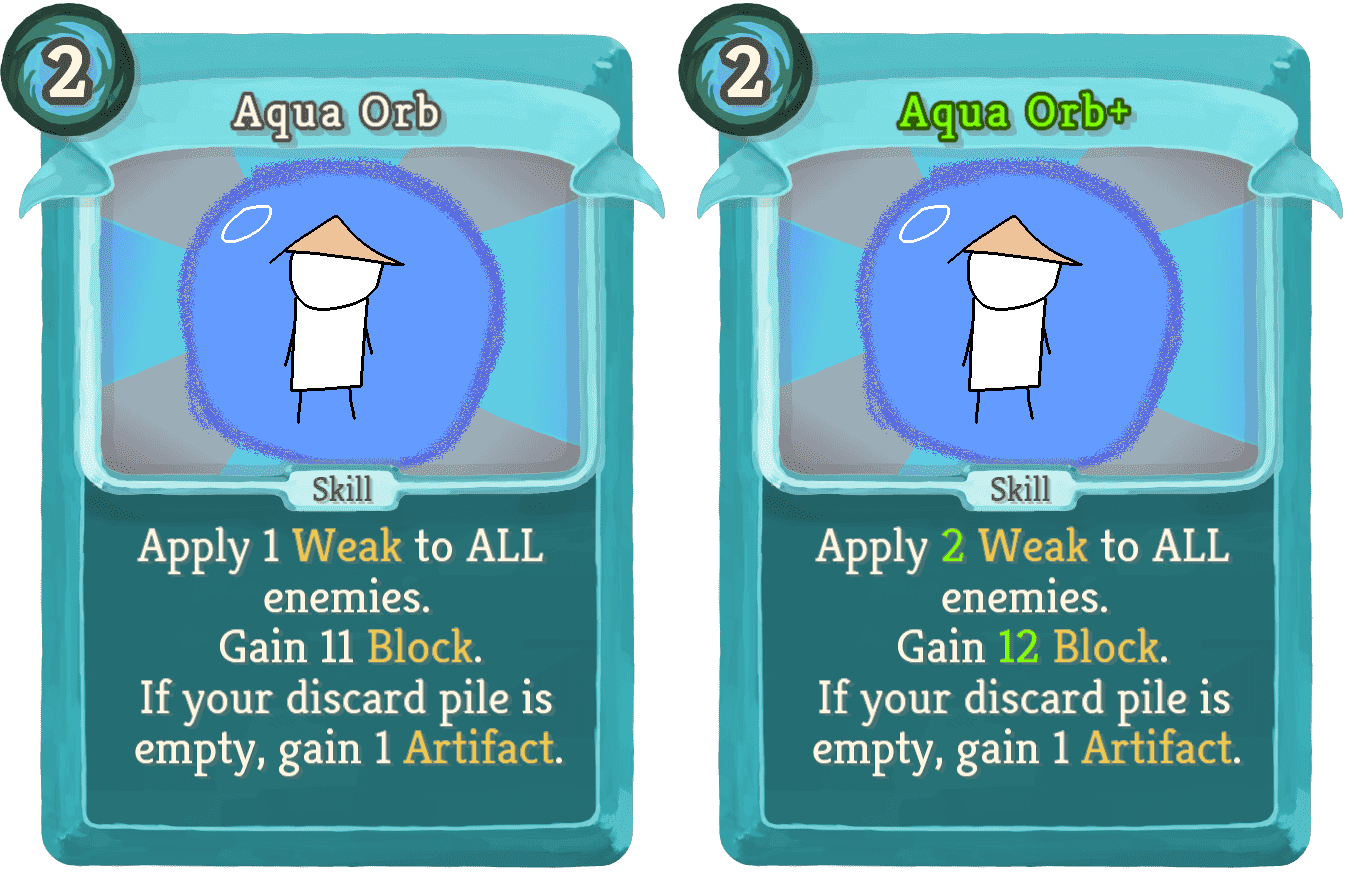 2
Aqua Orb
Skill
Apply 1 Weak to ALL
enemies.
Gain 11 Block.
If your discard pile is
empty, gain 1 Artifact.
2
Aqua Orb+
Skill
Apply 2 Weak to ALL
enemies.
Gain 12 Block.
If your discard pile is
empty, gain 1 Artifact.